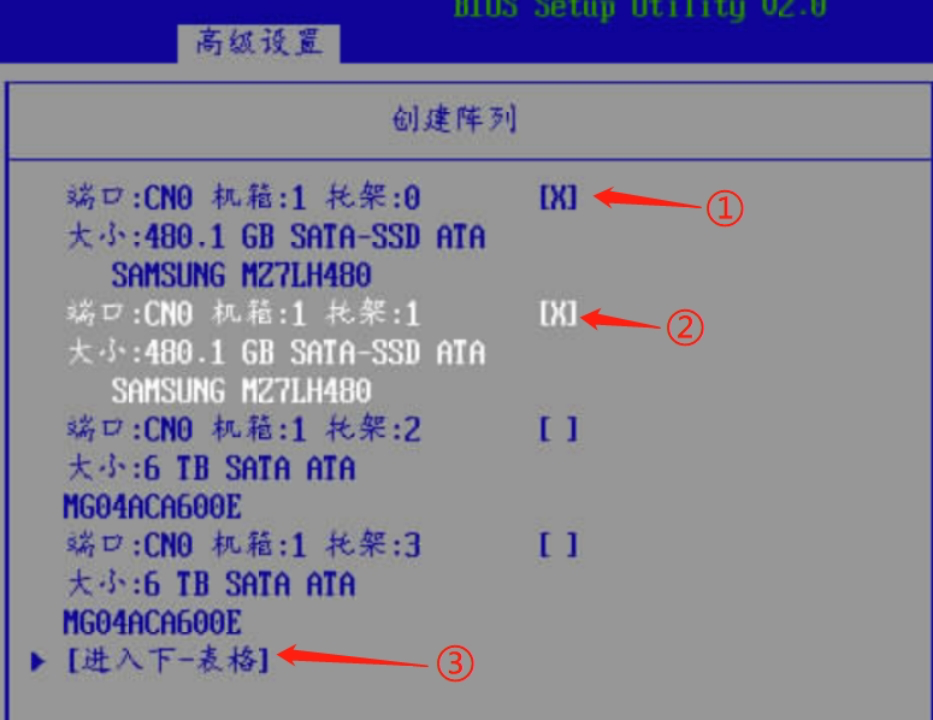 BIOS Setup Utility V2.0
高级设置
创建阵列
端口:CN0 机箱:1 托架:0 [X] ①
大小:480.1 GB SATA-SSD ATA
SAMSUNG MZ7LH480
端口:CN0 机箱:1 托架:1 [X] ②
大小:480.1 GB SATA-SSD ATA
SAMSUNG MZ7LH480
端口:CN0 机箱:1 托架:2 [ ]
大小:6 TB SATA ATA
MG04ACA600E
端口:CN0 机箱:1 托架:3 [ ]
大小:6 TB SATA ATA
MG04ACA600E
[进入下-表格] ③